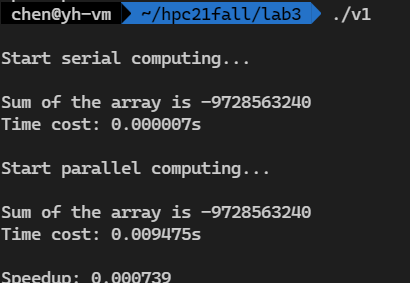 chen@yh-vm ~/hpc21fall/lab3 ./v1
Start serial computing...
Sum of the array is -9728563240
Time cost: 0.000007s
Start parallel computing...
Sum of the array is -9728563240
Time cost: 0.009475s
Speedup: 0.000739